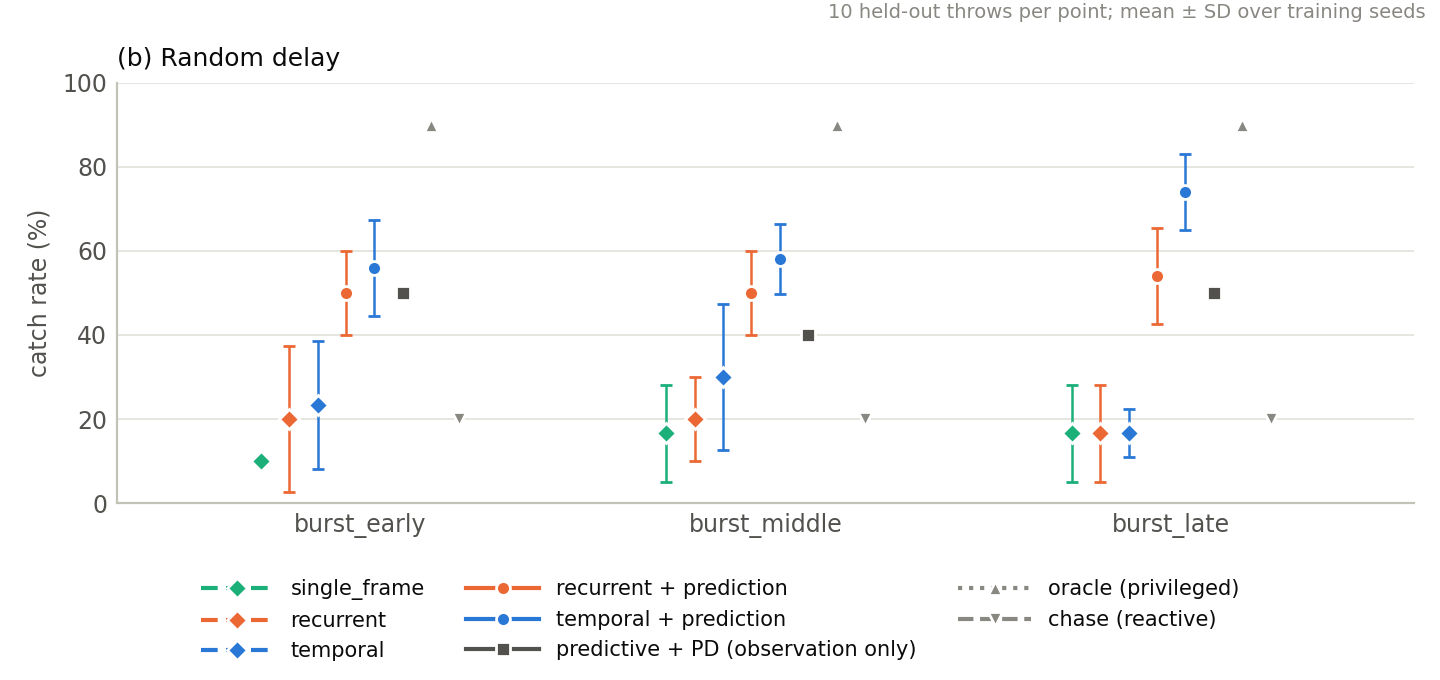 10 held-out throws per point; mean ± SD over training seeds
(b) Random delay
100
80
60
40
20
0
catch rate (%)
burst_early
burst_middle
burst_late
single_frame
recurrent
temporal
recurrent + prediction
temporal + prediction
predictive + PD (observation only)
oracle (privileged)
chase (reactive)